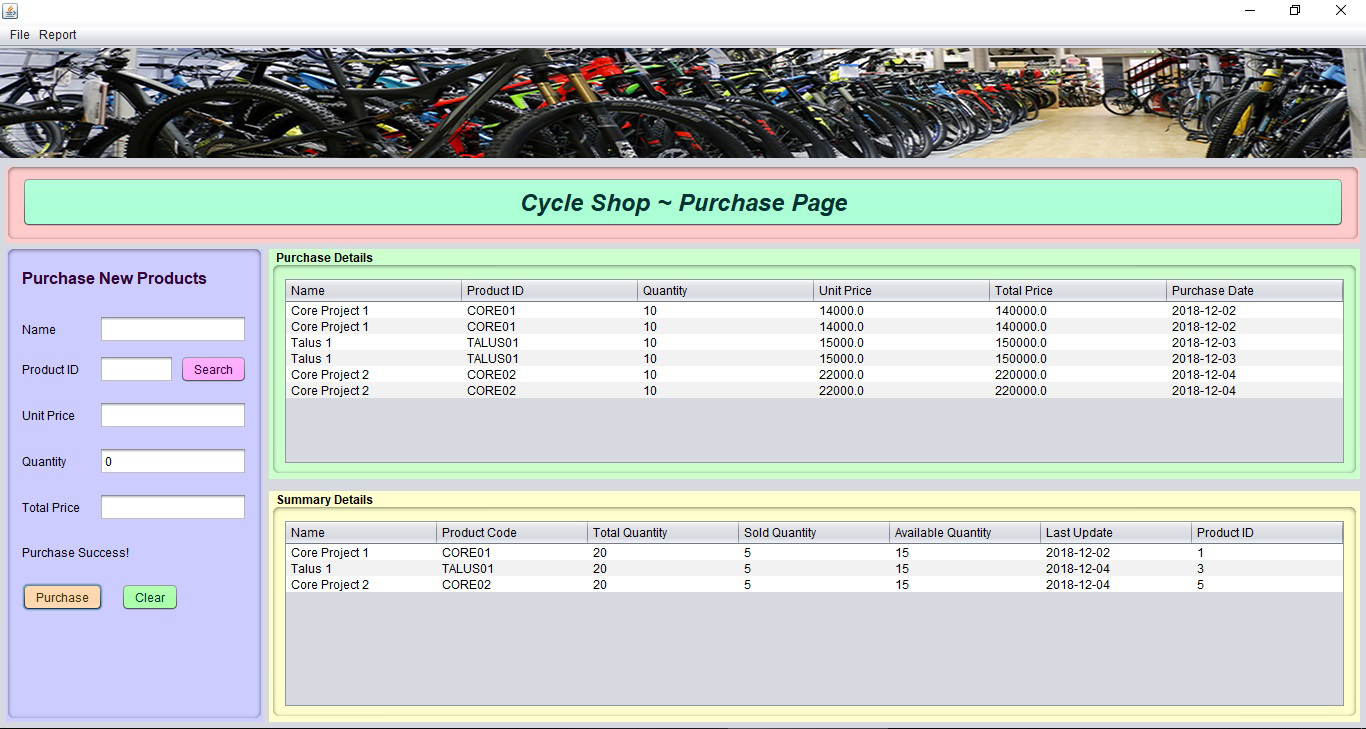 File Report
Cycle Shop ~ Purchase Page
Purchase New Products
Name
Product ID Search
Unit Price
Quantity 0
Total Price
Purchase Success!
Purchase Clear
Purchase Details
Name Product ID Quantity Unit Price Total Price Purchase Date
Core Project 1 CORE01 10 14000.0 140000.0 2018-12-02
Core Project 1 CORE01 10 14000.0 140000.0 2018-12-02
Talus 1 TALUS01 10 15000.0 150000.0 2018-12-03
Talus 1 TALUS01 10 15000.0 150000.0 2018-12-03
Core Project 2 CORE02 10 22000.0 220000.0 2018-12-04
Core Project 2 CORE02 10 22000.0 220000.0 2018-12-04
Summary Details
Name Product Code Total Quantity Sold Quantity Available Quantity Last Update Product ID
Core Project 1 CORE01 20 5 15 2018-12-02 1
Talus 1 TALUS01 20 5 15 2018-12-04 3
Core Project 2 CORE02 20 5 15 2018-12-04 5